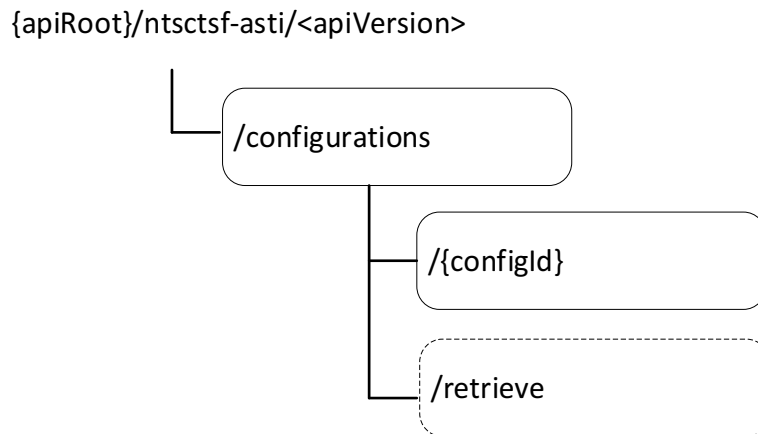 {apiRoot}/ntsctsf-asti/<apiVersion>
/configurations
/{configId}
/retrieve